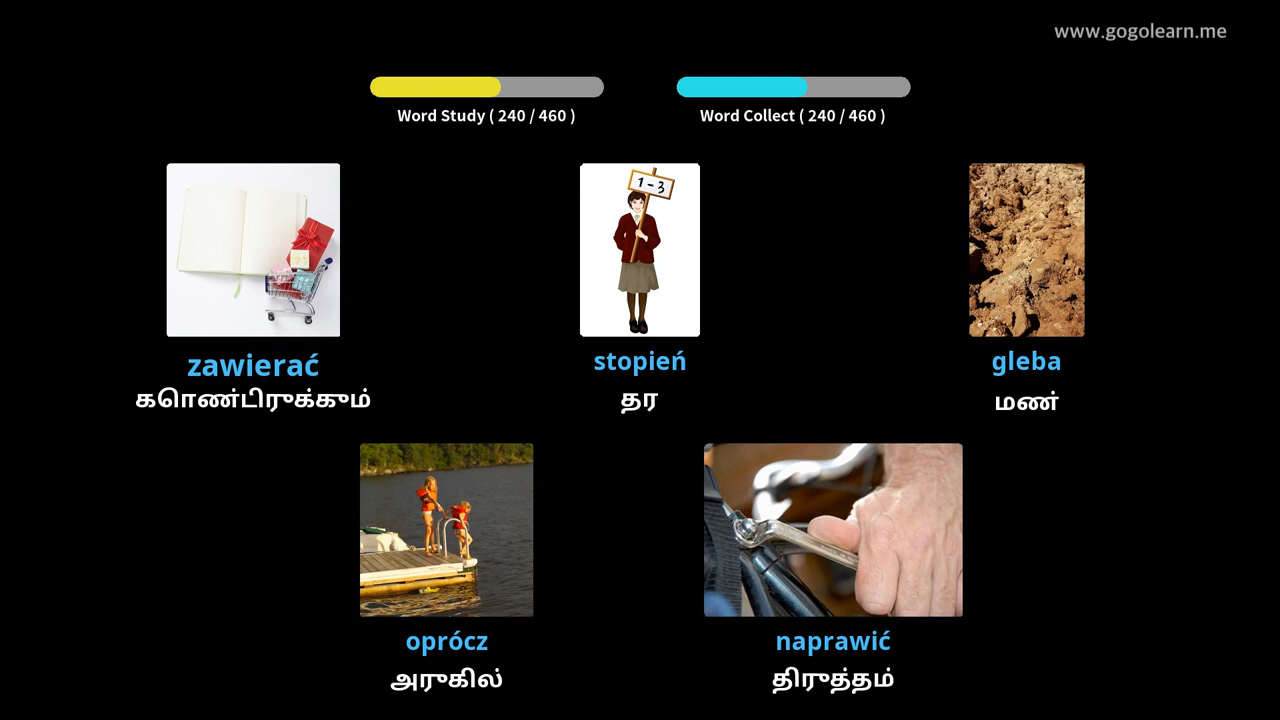 www.gogolearn.me
Word Study ( 240 / 460 )
Word Collect ( 240 / 460 )
1 - 3
zawierać
கொண்டிருக்கும்
stopień
தர
gleba
மண்
oprócz
அருகில்
naprawić
திருத்தம்